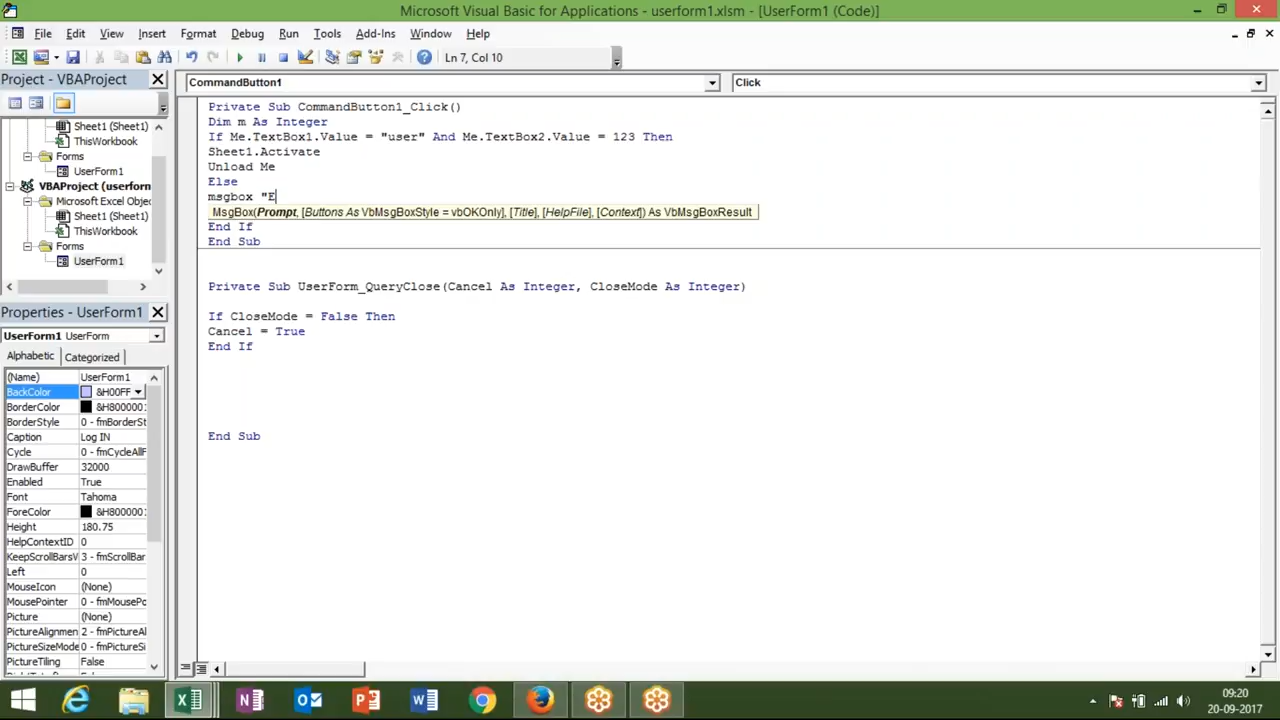 Microsoft Visual Basic for Applications - userform1.xlsm - [UserForm1 (Code)]
File Edit View Insert Format Debug Run Tools Add-Ins Window Help
Ln 7, Col 10
Project - VBAProject
CommandButton1
Click
Sheet1 (Sheet1)
ThisWorkbook
Forms
UserForm1
VBAProject (userform
Microsoft Excel Objec
Sheet1 (Sheet1)
ThisWorkbook
Forms
UserForm1
Private Sub CommandButton1_Click()
Dim m As Integer
If Me.TextBox1.Value = "user" And Me.TextBox2.Value = 123 Then
Sheet1.Activate
Unload Me
Else
msgbox "E
MsgBox(Prompt, [Buttons As VbMsgBoxStyle = vbOKOnly], [Title], [HelpFile], [Context]) As VbMsgBoxResult
End If
End Sub
Private Sub UserForm_QueryClose(Cancel As Integer, CloseMode As Integer)
If CloseMode = False Then
Cancel = True
End If
End Sub
Properties - UserForm1
UserForm1 UserForm
Alphabetic Categorized
(Name) UserForm1
BackColor &H00FF
BorderColor &H800000
BorderStyle 0 - fmBorderSt
Caption Log IN
Cycle 0 - fmCycleAllF
DrawBuffer 32000
Enabled True
Font Tahoma
ForeColor &H800000
Height 180.75
HelpContextID 0
KeepScrollBarsV 3 - fmScrollBar
Left 0
MouseIcon (None)
MousePointer 0 - fmMousePo
Picture (None)
PictureAlignmen 2 - fmPictureAl
PictureSizeMode 0 - fmPictureSi
PictureTiling False
09:20
20-09-2017